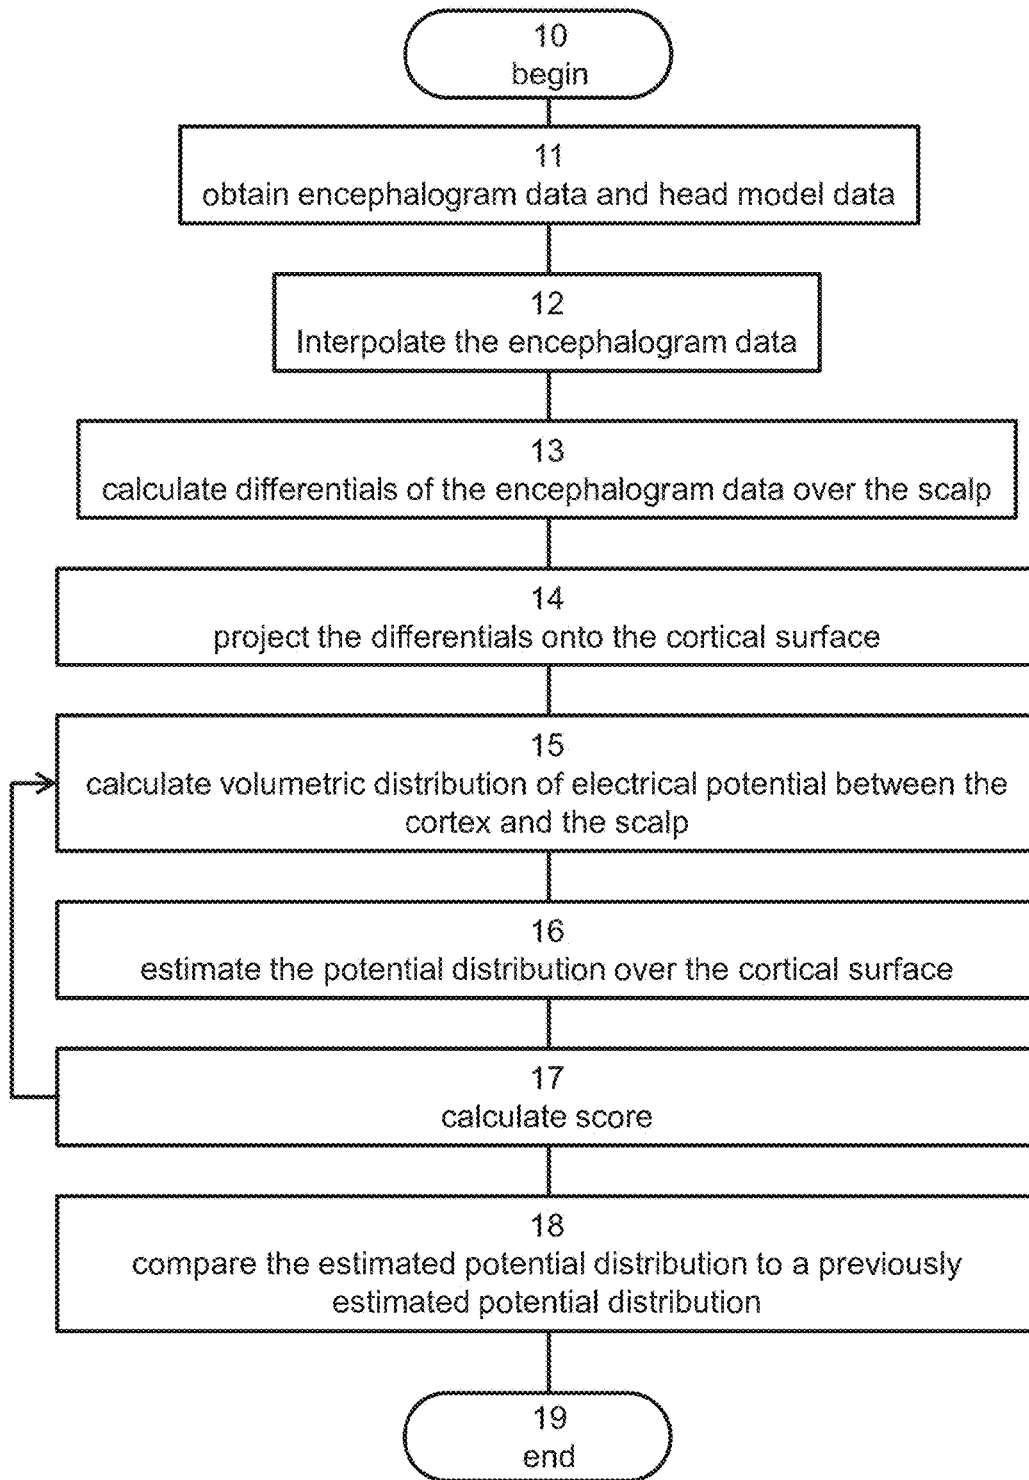 10
begin
11
obtain encephalogram data and head model data
12
Interpolate the encephalogram data
13
calculate differentials of the encephalogram data over the scalp
14
project the differentials onto the cortical surface
15
calculate volumetric distribution of electrical potential between the
cortex and the scalp
16
estimate the potential distribution over the cortical surface
17
calculate score
18
compare the estimated potential distribution to a previously
estimated potential distribution
19
end